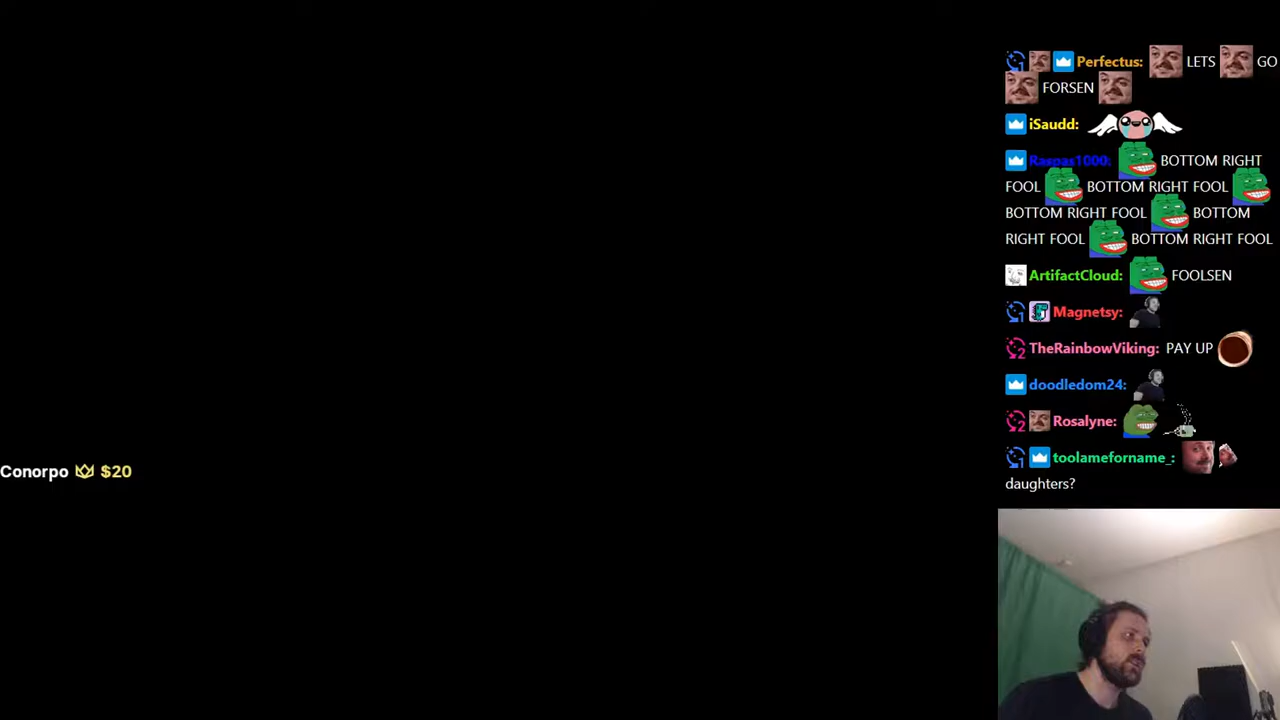 Perfectus: LETS GO
FORSEN
iSaudd:
Raspas1000: BOTTOM RIGHT
FOOL BOTTOM RIGHT FOOL
BOTTOM RIGHT FOOL BOTTOM
RIGHT FOOL BOTTOM RIGHT FOOL
ArtifactCloud: FOOLSEN
Magnetsy:
TheRainbowViking: PAY UP
doodledom24:
Rosalyne:
toolameforname_:
daughters?
Conorpo $20